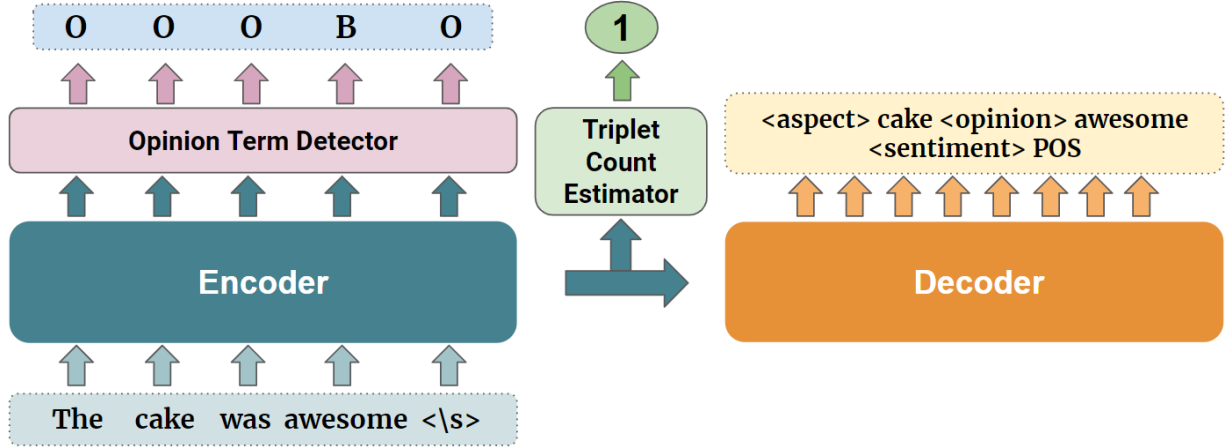 O O O B O
1
Opinion Term Detector
Triplet
Count
Estimator
<aspect> cake <opinion> awesome
<sentiment> POS
Encoder
Decoder
The cake was awesome <\s>